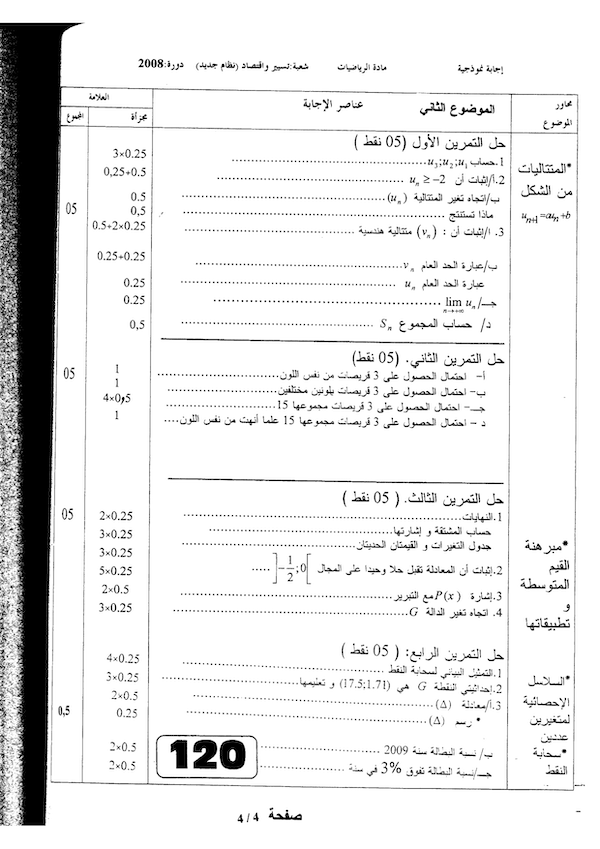 إجابة نموذجية مادة الرياضيات شعبة:تسيير واقتصاد (نظام جديد) دورة:2008
محاور الموضوع الموضوع الثاني عناصر الإجابة العلامة
مجزأة المجموع
حل التمرين الأول (05 نقط )
*المتتاليات من الشكل
u_{n+1}=au_n+b
1.حساب u_1;u_2;u_3 3×0.25
2.أ/إثبات أن u_n ≥ -2 0,25+0.5
ب/اتجاه تغير المتتالية (u_n) 0.5
ماذا تستنتج 0,5 05
3. أ/إثبات أن : (v_n) متتالية هندسية 0.5+2×0.25
ب/عبارة الحد العام v_n 0.25+0.25
عبارة الحد العام u_n 0.25
جـ/ lim u_n n→+∞ 0.25
د/ حساب المجموع S_n 0,5
حل التمرين الثاني. (05 نقط)
أ- احتمال الحصول على 3 قريصات من نفس اللون 1 05
ب- احتمال الحصول على 3 قريصات بلونين مختلفين 1
جـ- احتمال الحصول على 3 قريصات مجموعها 15 4×0,5
د - احتمال الحصول على 3 قريصات مجموعها 15 علما أنهت من نفس اللون 1
حل التمرين الثالث. ( 05 نقط )
1.النهايات 2×0.25 05
حساب المشتقة و إشارتها 3×0.25
جدول التغيرات و القيمتان الحديتان 3×0.25
*مبرهنة القيم المتوسطة و تطبيقاتها
2.إثبات أن المعادلة تقبل حلا وحيدا على المجال ]-1/2;0[ 5×0.25
3.إشارة P(x) مع التبرير 2×0.5
4. اتجاه تغير الدالة G 3×0.25
حل التمرين الرابع: ( 05 نقط )
*السلاسل الإحصائية لمتغيرين عددين
*سحابة النقط
1.التمثيل البياني لسحابة النقط 4×0.25
2.إحداثيتي النقطة G هي (17.5;1.71) و تعليمها 3×0.25
3.أ/معادلة (Δ) 2×0.5
* رسم (Δ) 0.25 0,5
ب/ نسبة البطالة سنة 2009 2×0.5
جـ/نسبة البطالة تفوق 3% في سنة 2×0.5
120
صفحة 4/4